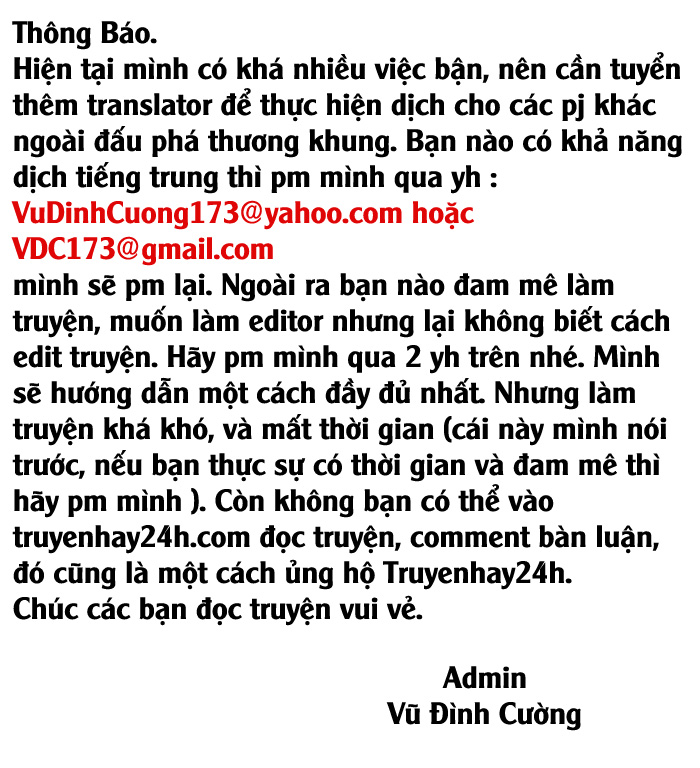 Thông Báo.
Hiện tại mình có khá nhiều việc bận, nên cần tuyển
thêm translator để thực hiện dịch cho các pj khác
ngoài đấu phá thương khung. Bạn nào có khả năng
dịch tiếng trung thì pm mình qua yh :
VuDinhCuong173@yahoo.com hoặc
VDC173@gmail.com
mình sẽ pm lại. Ngoài ra bạn nào đam mê làm
truyện, muốn làm editor nhưng lại không biết cách
edit truyện. Hãy pm mình qua 2 yh trên nhé. Mình
sẽ hướng dẫn một cách đầy đủ nhất. Nhưng làm
truyện khá khó, và mất thời gian (cái này mình nói
trước, nếu bạn thực sự có thời gian và đam mê thì
hãy pm mình ). Còn không bạn có thể vào
truyenhay24h.com đọc truyện, comment bàn luận,
đó cũng là một cách ủng hộ Truyenhay24h.
Chúc các bạn đọc truyện vui vẻ.
Admin
Vũ Đình Cường